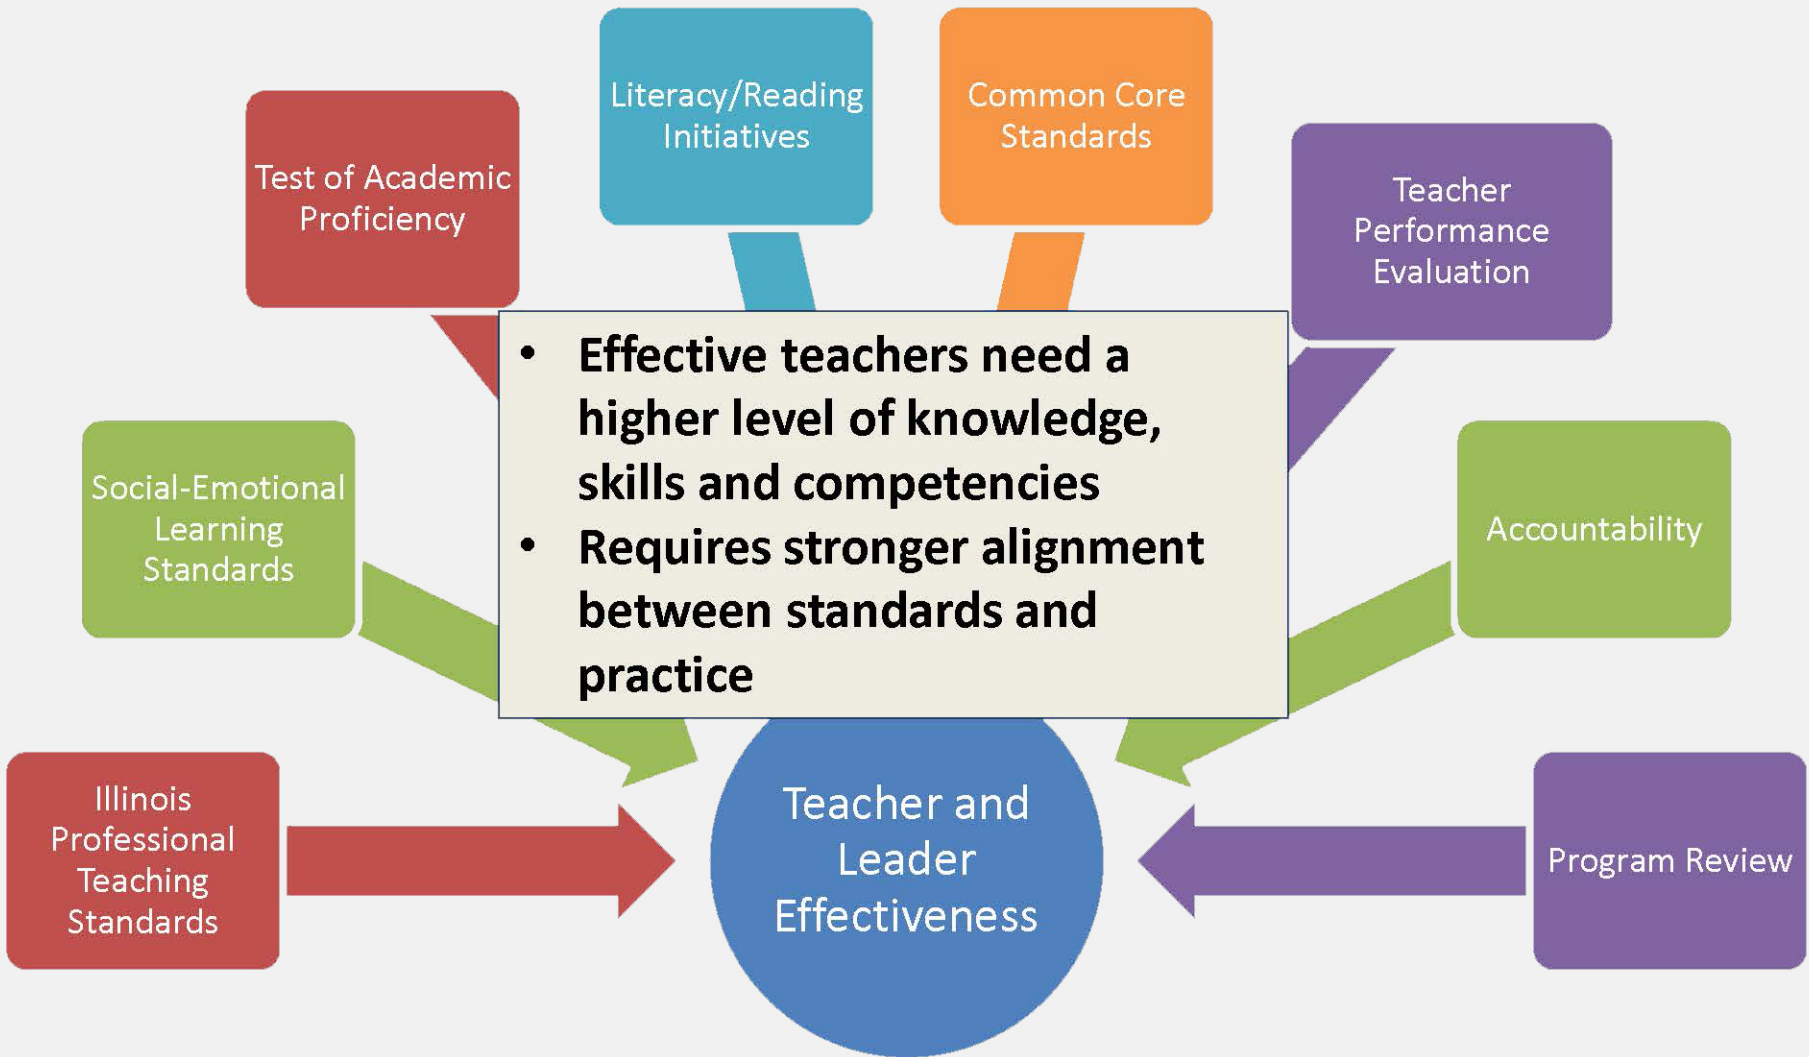 Literacy/Reading
Initiatives
Common Core
Standards
Test of Academic
Proficiency
Teacher
Performance
Evaluation
• Effective teachers need a
higher level of knowledge,
skills and competencies
• Requires stronger alignment
between standards and
practice
Social-Emotional
Learning
Standards
Accountability
Illinois
Professional
Teaching
Standards
Teacher and
Leader
Effectiveness
Program Review